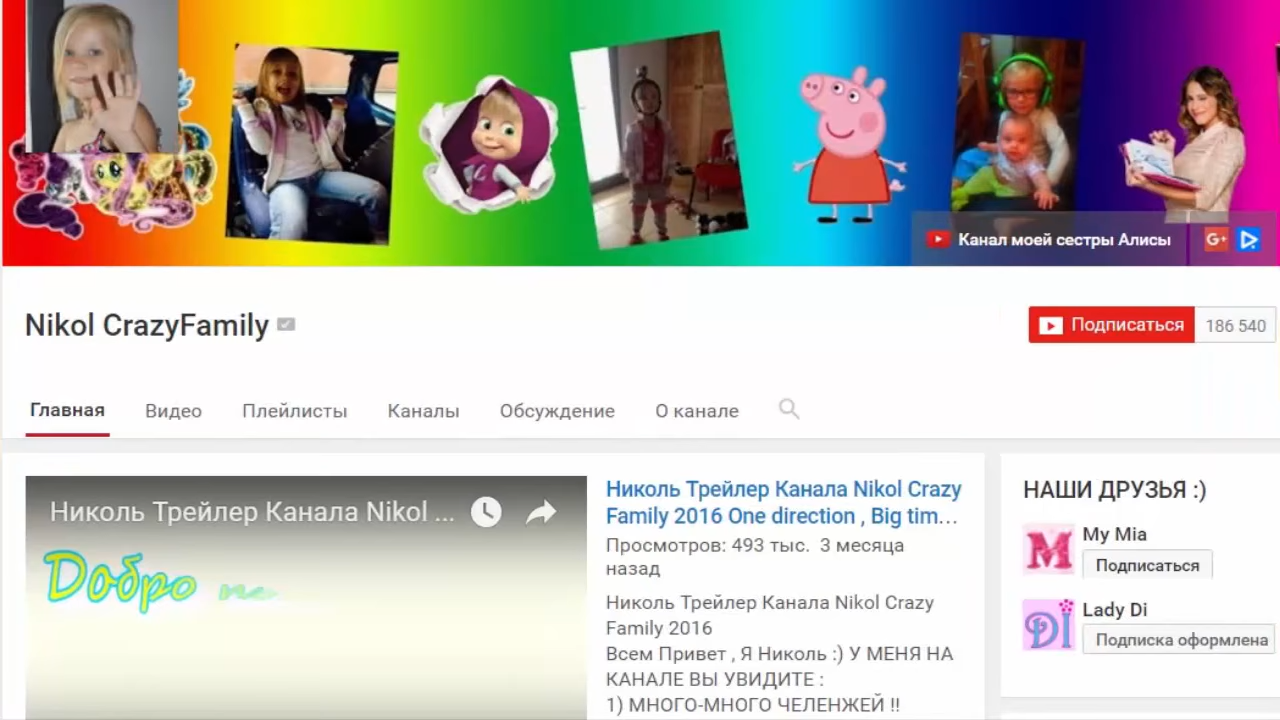 Канал моей сестры Алисы
G+
Nikol CrazyFamily
Подписаться
186 540
Главная
Видео
Плейлисты
Каналы
Обсуждение
О канале
Николь Трейлер Канала Nikol ...
Добро
Николь Трейлер Канала Nikol Crazy
Family 2016 One direction , Big tim...
Просмотров: 493 тыс. 3 месяца
назад
Николь Трейлер Канала Nikol Crazy
Family 2016
Всем Привет , Я Николь :) У МЕНЯ НА
КАНАЛЕ ВЫ УВИДИТЕ :
1) МНОГО-МНОГО ЧЕЛЕНЖЕЙ !!
НАШИ ДРУЗЬЯ :)
M
My Mia
Подписаться
DI
Lady Di
Подписка оформлена